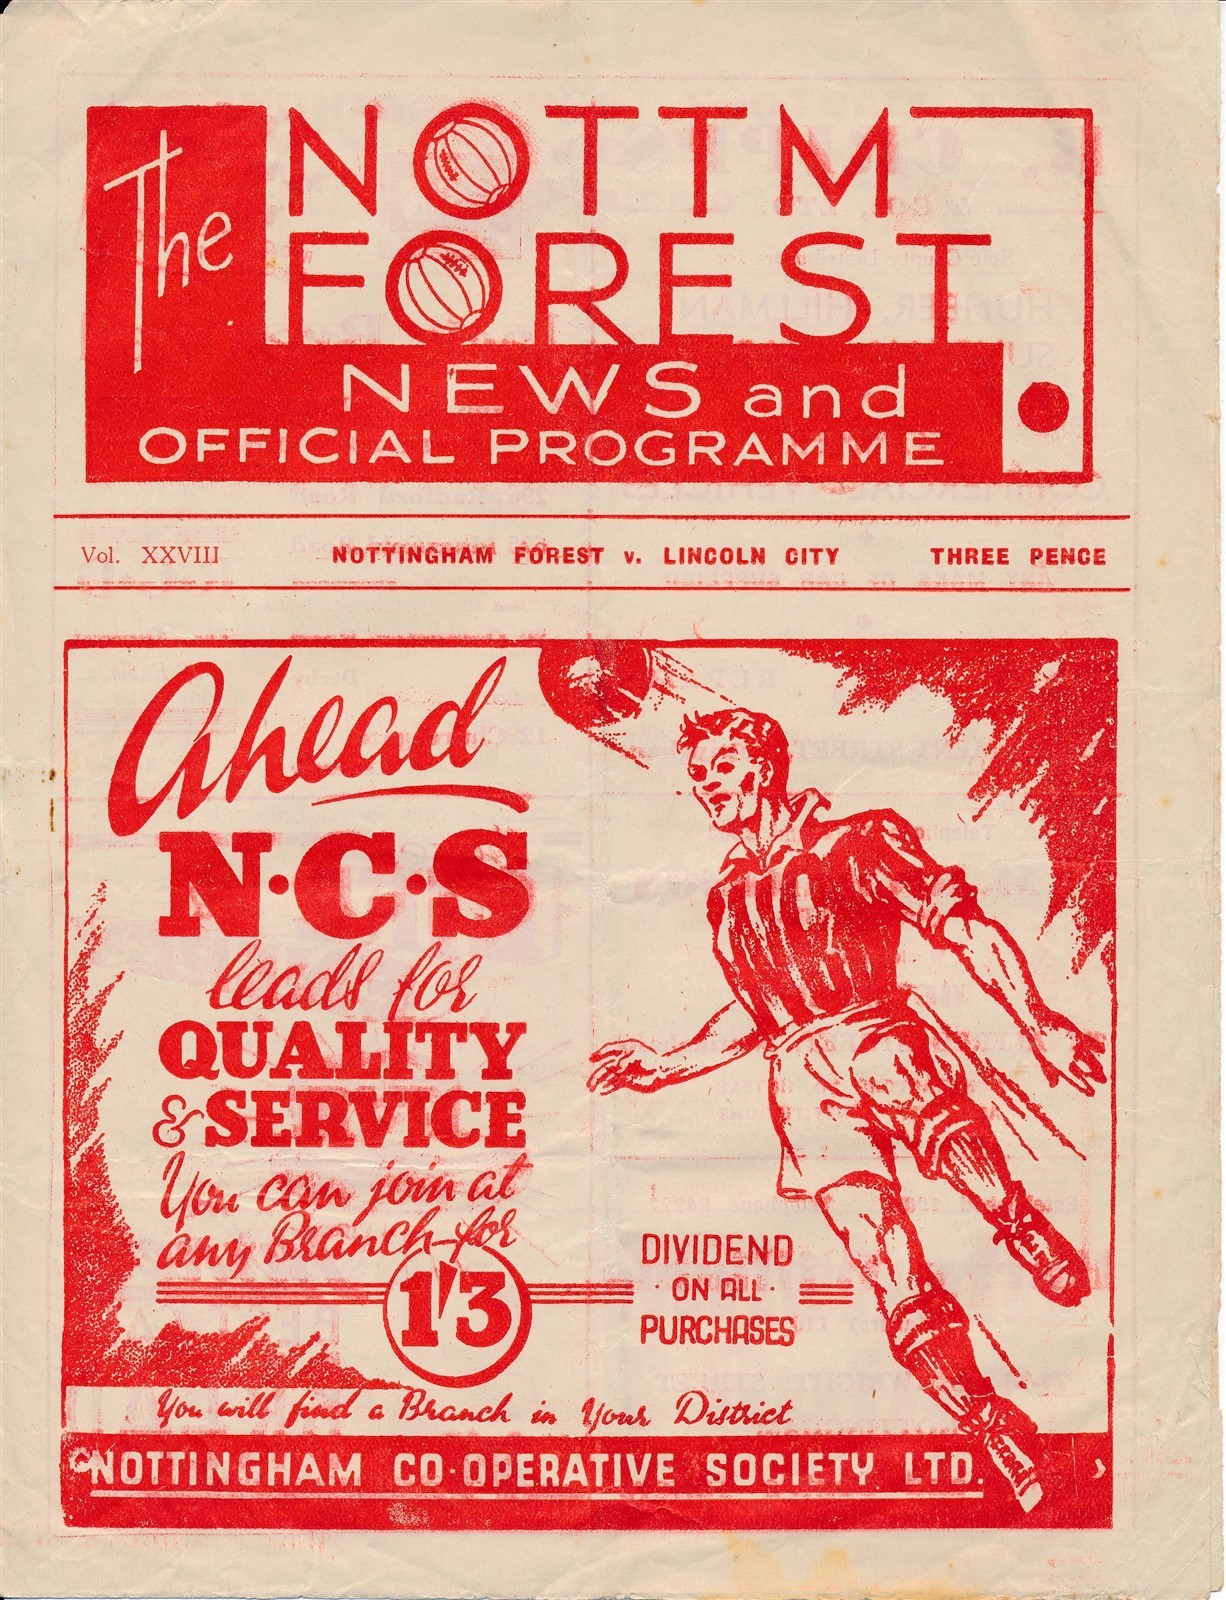 The
NOTTM
FOREST
NEWS and
OFFICIAL PROGRAMME
Vol. XXVIII NOTTINGHAM FOREST v. LINCOLN CITY THREE PENCE
Ahead
N·C·S
leads for
QUALITY
& SERVICE
You can join at
any Branch for
1'3
DIVIDEND
· ON ALL ·
PURCHASES
You will find a Branch in Your District
NOTTINGHAM CO-OPERATIVE SOCIETY LTD.